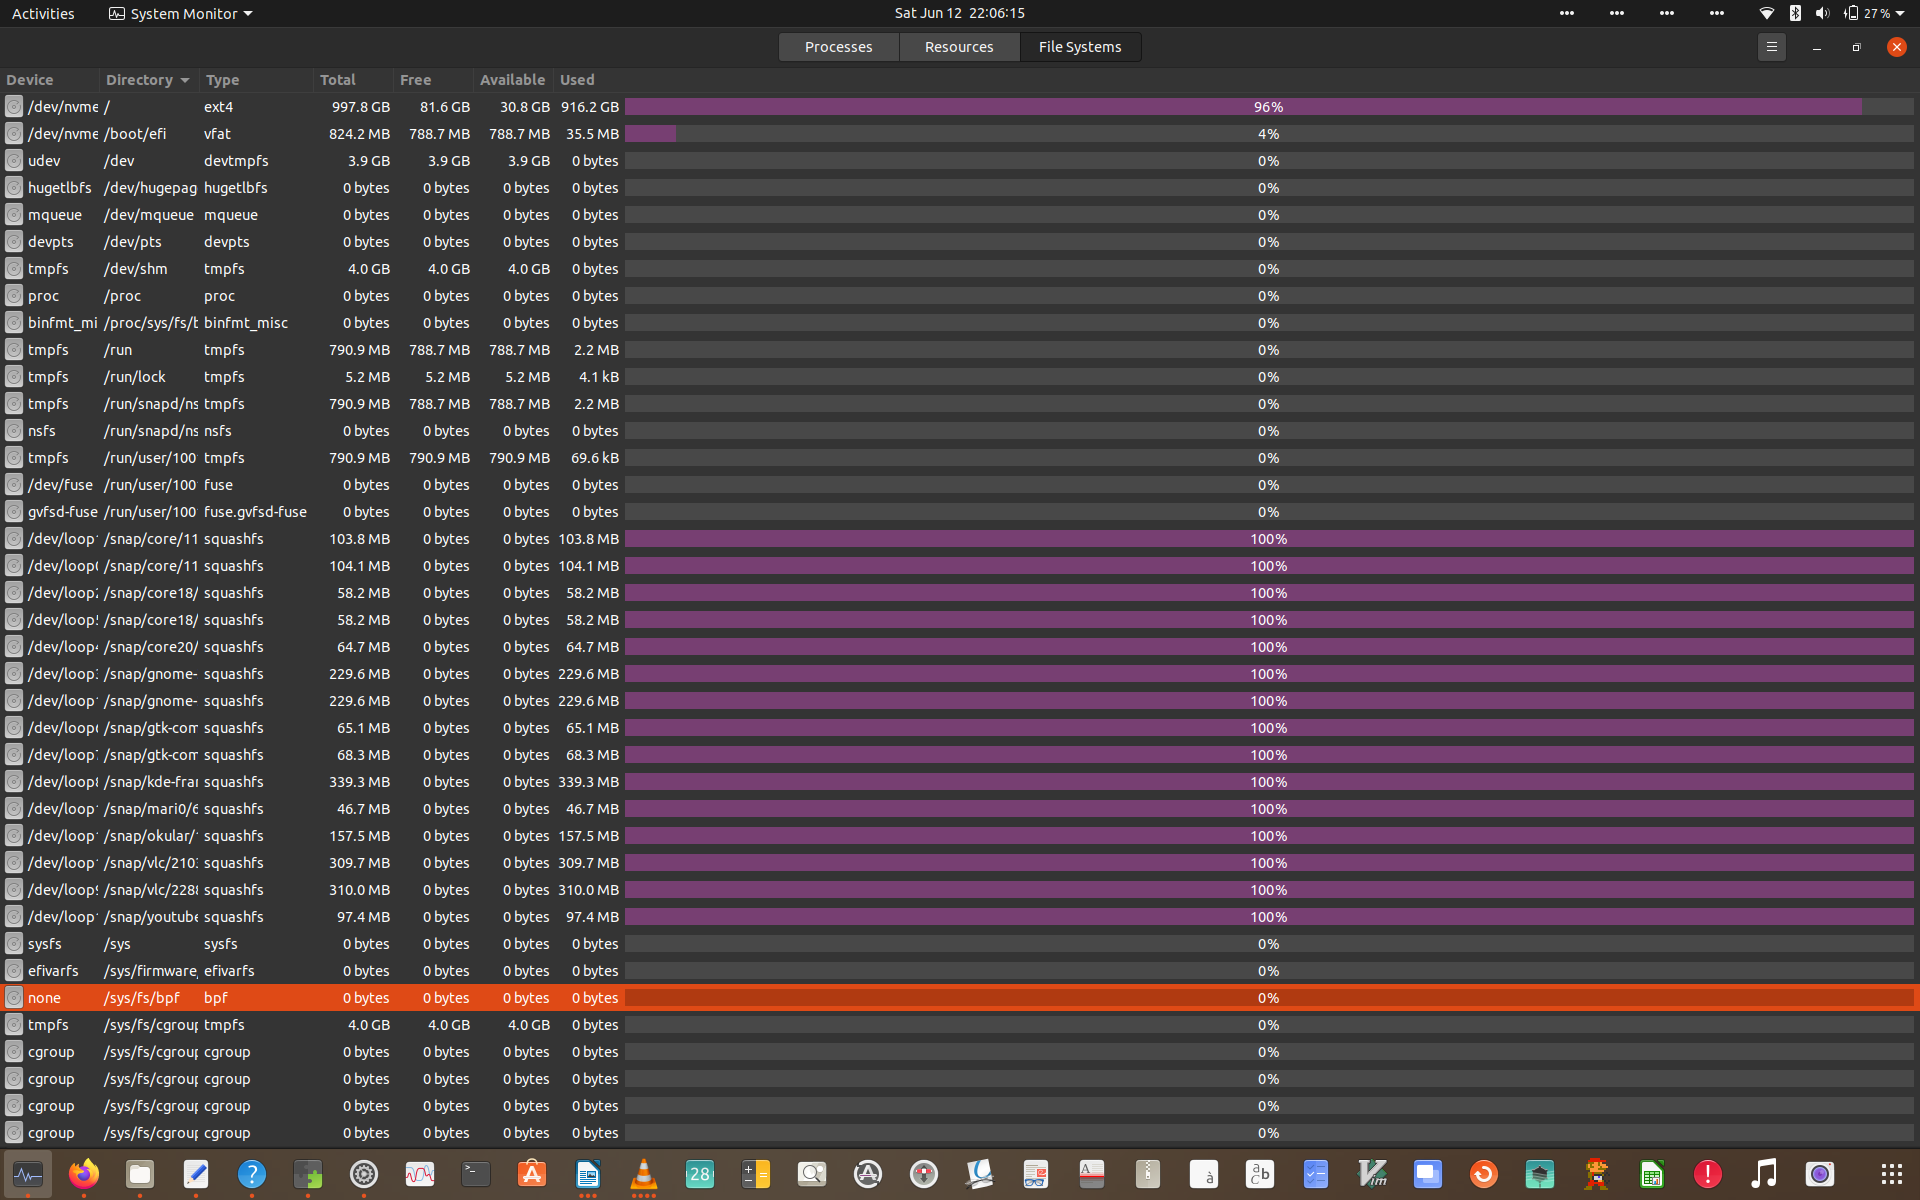 Activities System Monitor Sat Jun 12 22:06:15 27 %
Processes Resources File Systems
Device Directory Type Total Free Available Used
/dev/nvme / ext4 997.8 GB 81.6 GB 30.8 GB 916.2 GB 96%
/dev/nvme /boot/efi vfat 824.2 MB 788.7 MB 788.7 MB 35.5 MB 4%
udev /dev devtmpfs 3.9 GB 3.9 GB 3.9 GB 0 bytes 0%
hugetlbfs /dev/hugepag hugetlbfs 0 bytes 0 bytes 0 bytes 0 bytes 0%
mqueue /dev/mqueue mqueue 0 bytes 0 bytes 0 bytes 0 bytes 0%
devpts /dev/pts devpts 0 bytes 0 bytes 0 bytes 0 bytes 0%
tmpfs /dev/shm tmpfs 4.0 GB 4.0 GB 4.0 GB 0 bytes 0%
proc /proc proc 0 bytes 0 bytes 0 bytes 0 bytes 0%
binfmt_mi /proc/sys/fs/b binfmt_misc 0 bytes 0 bytes 0 bytes 0 bytes 0%
tmpfs /run tmpfs 790.9 MB 788.7 MB 788.7 MB 2.2 MB 0%
tmpfs /run/lock tmpfs 5.2 MB 5.2 MB 5.2 MB 4.1 kB 0%
tmpfs /run/snapd/ns tmpfs 790.9 MB 788.7 MB 788.7 MB 2.2 MB 0%
nsfs /run/snapd/ns nsfs 0 bytes 0 bytes 0 bytes 0 bytes 0%
tmpfs /run/user/100 tmpfs 790.9 MB 790.9 MB 790.9 MB 69.6 kB 0%
/dev/fuse /run/user/100 fuse 0 bytes 0 bytes 0 bytes 0 bytes 0%
gvfsd-fuse /run/user/100 fuse.gvfsd-fuse 0 bytes 0 bytes 0 bytes 0 bytes 0%
/dev/loop1 /snap/core/11 squashfs 103.8 MB 0 bytes 0 bytes 103.8 MB 100%
/dev/loop0 /snap/core/11 squashfs 104.1 MB 0 bytes 0 bytes 104.1 MB 100%
/dev/loop2 /snap/core18/ squashfs 58.2 MB 0 bytes 0 bytes 58.2 MB 100%
/dev/loop5 /snap/core18/ squashfs 58.2 MB 0 bytes 0 bytes 58.2 MB 100%
/dev/loop4 /snap/core20/ squashfs 64.7 MB 0 bytes 0 bytes 64.7 MB 100%
/dev/loop3 /snap/gnome- squashfs 229.6 MB 0 bytes 0 bytes 229.6 MB 100%
/dev/loop1 /snap/gnome- squashfs 229.6 MB 0 bytes 0 bytes 229.6 MB 100%
/dev/loop6 /snap/gtk-com squashfs 65.1 MB 0 bytes 0 bytes 65.1 MB 100%
/dev/loop7 /snap/gtk-com squashfs 68.3 MB 0 bytes 0 bytes 68.3 MB 100%
/dev/loop8 /snap/kde-fra squashfs 339.3 MB 0 bytes 0 bytes 339.3 MB 100%
/dev/loop1 /snap/mari0/6 squashfs 46.7 MB 0 bytes 0 bytes 46.7 MB 100%
/dev/loop1 /snap/okular/1 squashfs 157.5 MB 0 bytes 0 bytes 157.5 MB 100%
/dev/loop1 /snap/vlc/2103 squashfs 309.7 MB 0 bytes 0 bytes 309.7 MB 100%
/dev/loop9 /snap/vlc/2288 squashfs 310.0 MB 0 bytes 0 bytes 310.0 MB 100%
/dev/loop1 /snap/youtube squashfs 97.4 MB 0 bytes 0 bytes 97.4 MB 100%
sysfs /sys sysfs 0 bytes 0 bytes 0 bytes 0 bytes 0%
efivarfs /sys/firmware/ efivarfs 0 bytes 0 bytes 0 bytes 0 bytes 0%
none /sys/fs/bpf bpf 0 bytes 0 bytes 0 bytes 0 bytes 0%
tmpfs /sys/fs/cgroup tmpfs 4.0 GB 4.0 GB 4.0 GB 0 bytes 0%
cgroup /sys/fs/cgroup cgroup 0 bytes 0 bytes 0 bytes 0 bytes 0%
cgroup /sys/fs/cgroup cgroup 0 bytes 0 bytes 0 bytes 0 bytes 0%
cgroup /sys/fs/cgroup cgroup 0 bytes 0 bytes 0 bytes 0 bytes 0%
cgroup /sys/fs/cgroup cgroup 0 bytes 0 bytes 0 bytes 0 bytes 0%
28 à a b c Vim